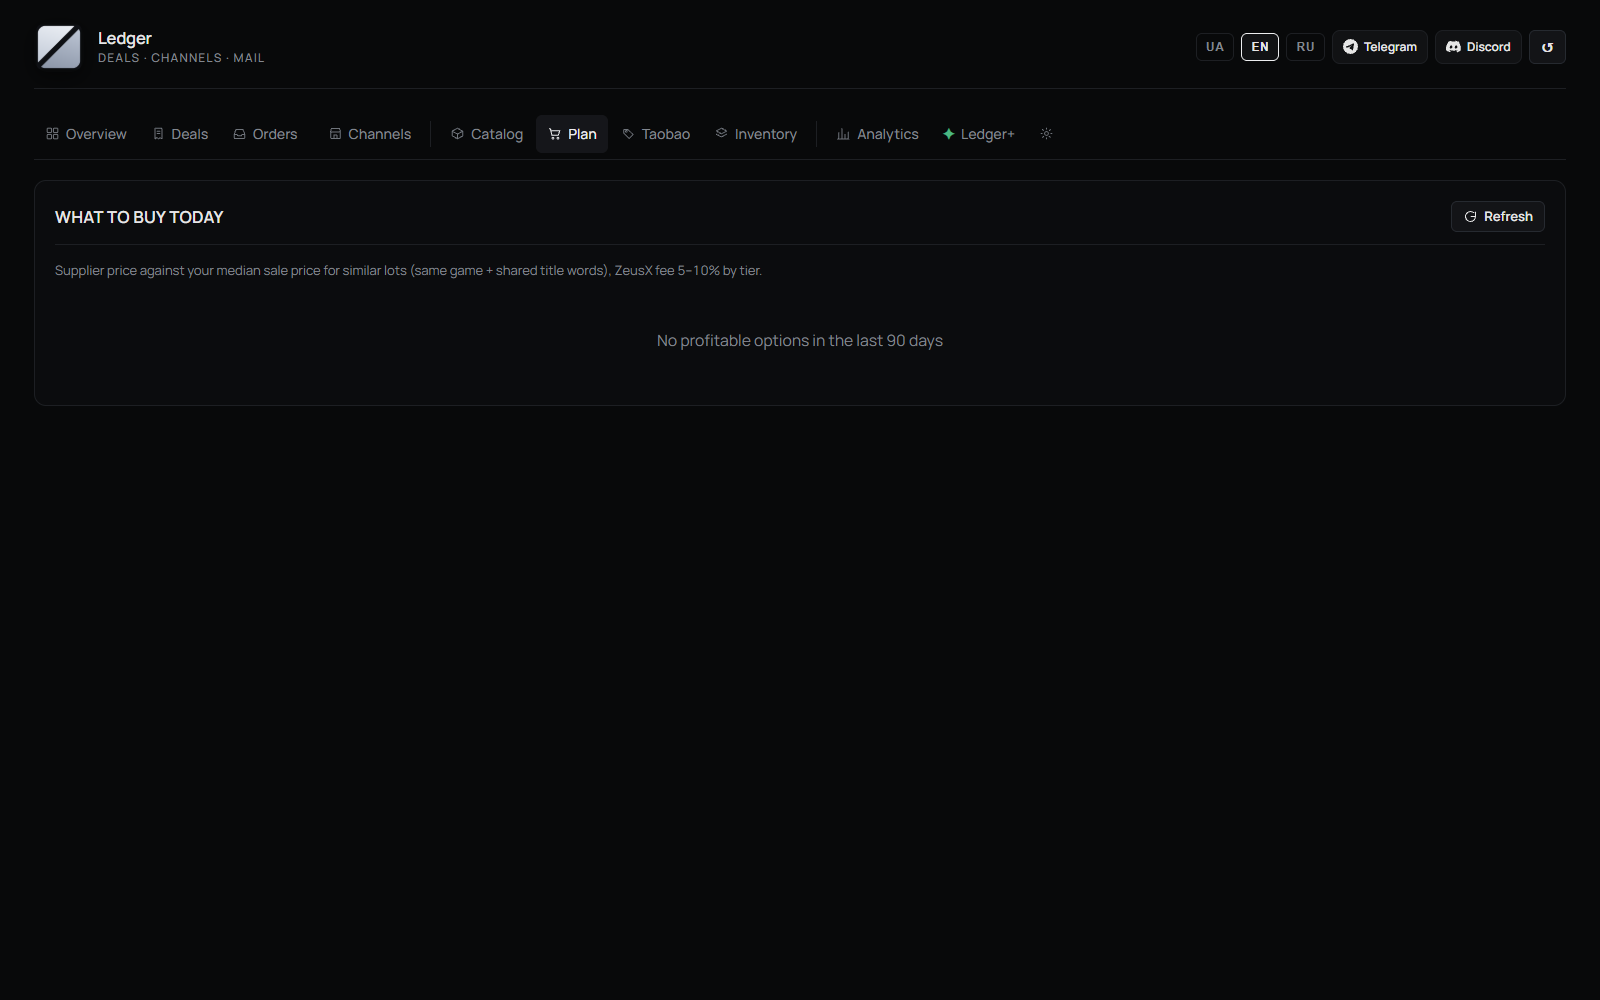 Ledger
DEALS · CHANNELS · MAIL
UA
EN
RU
Telegram
Discord
Overview
Deals
Orders
Channels
Catalog
Plan
Taobao
Inventory
Analytics
Ledger+
WHAT TO BUY TODAY
Refresh
Supplier price against your median sale price for similar lots (same game + shared title words), ZeusX fee 5–10% by tier.
No profitable options in the last 90 days